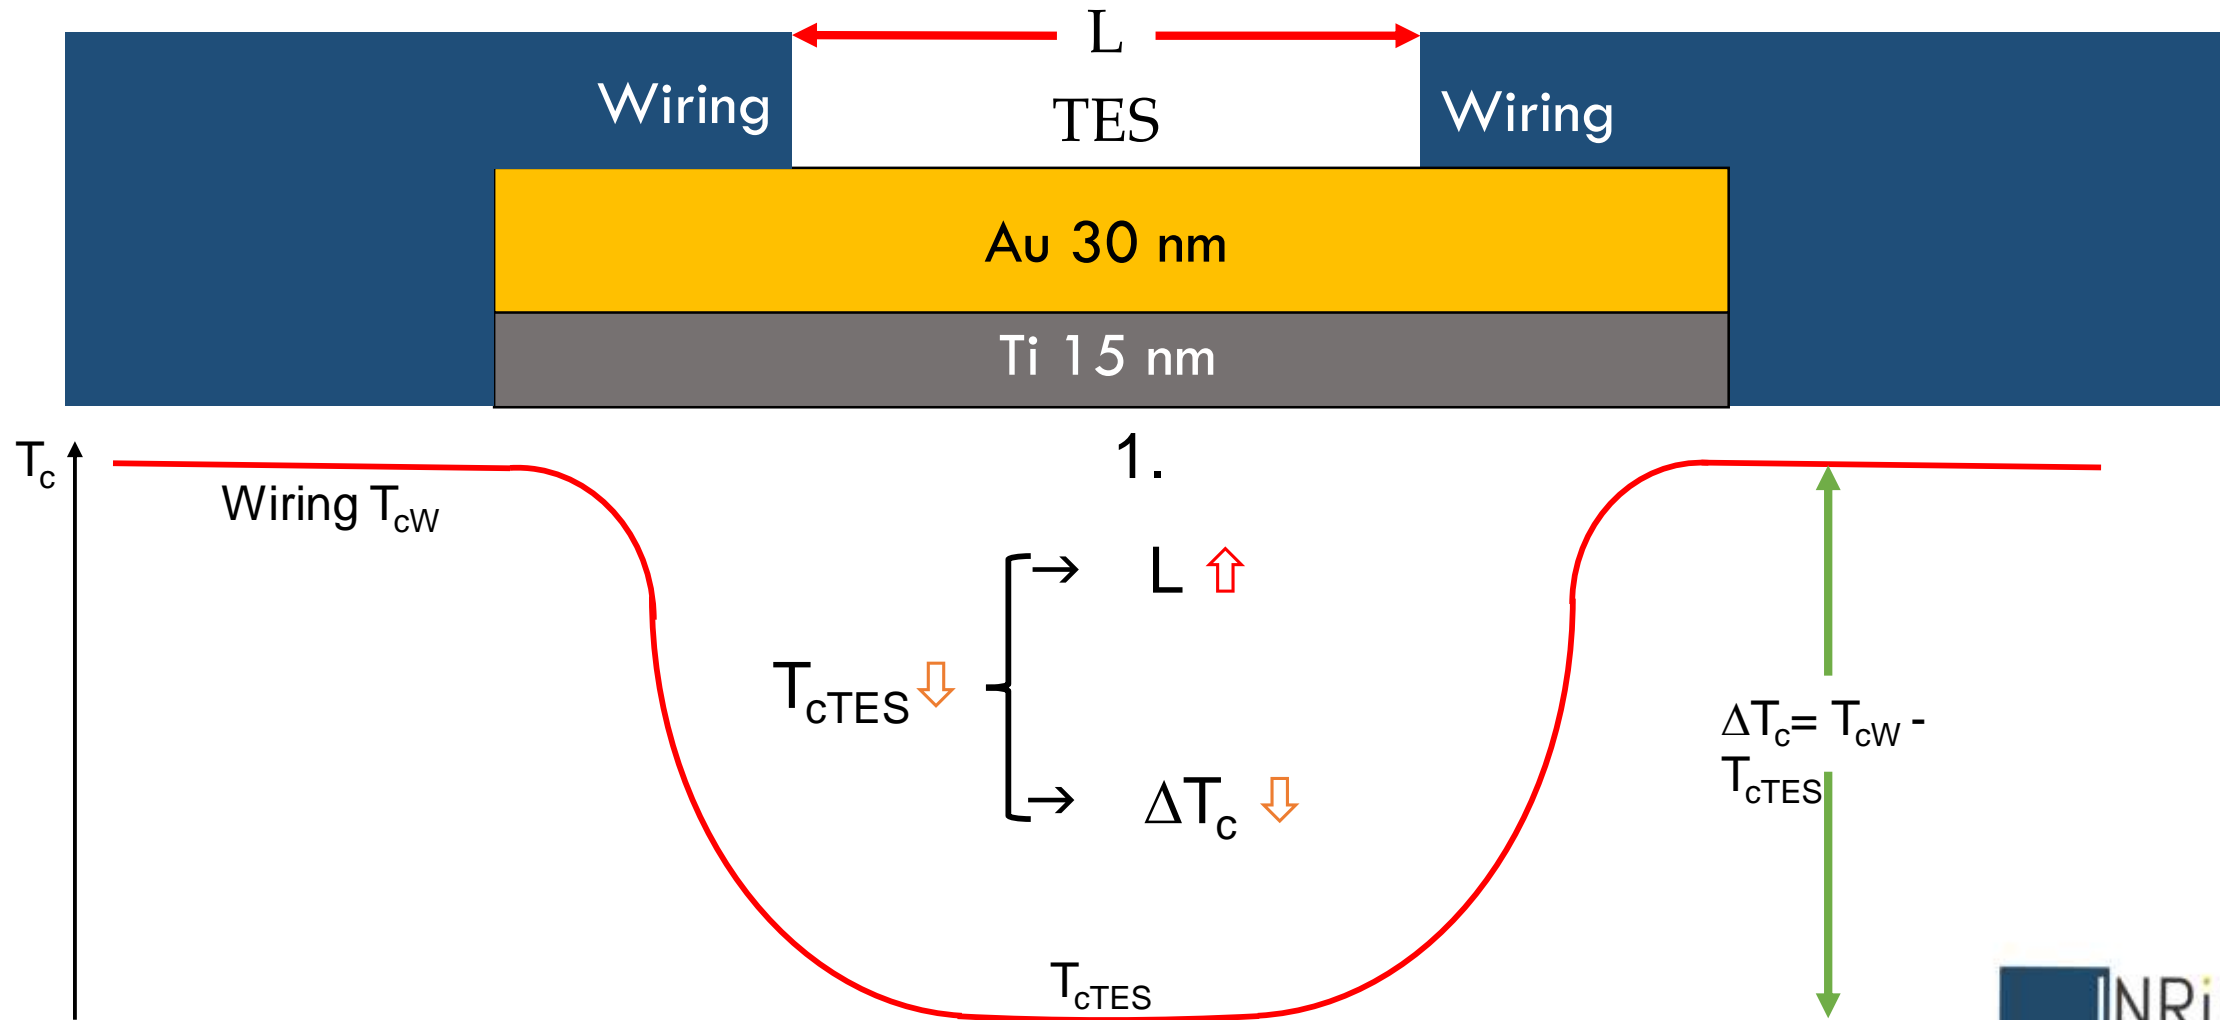 L
TES
Wiring
Wiring
Au 30 nm
Ti 15 nm
1.
Tc
Wiring TcW
L ⇧
TcTES ⇩
→
→
ΔTc ⇩
ΔTc= TcW -
TcTES
TcTES
NRi